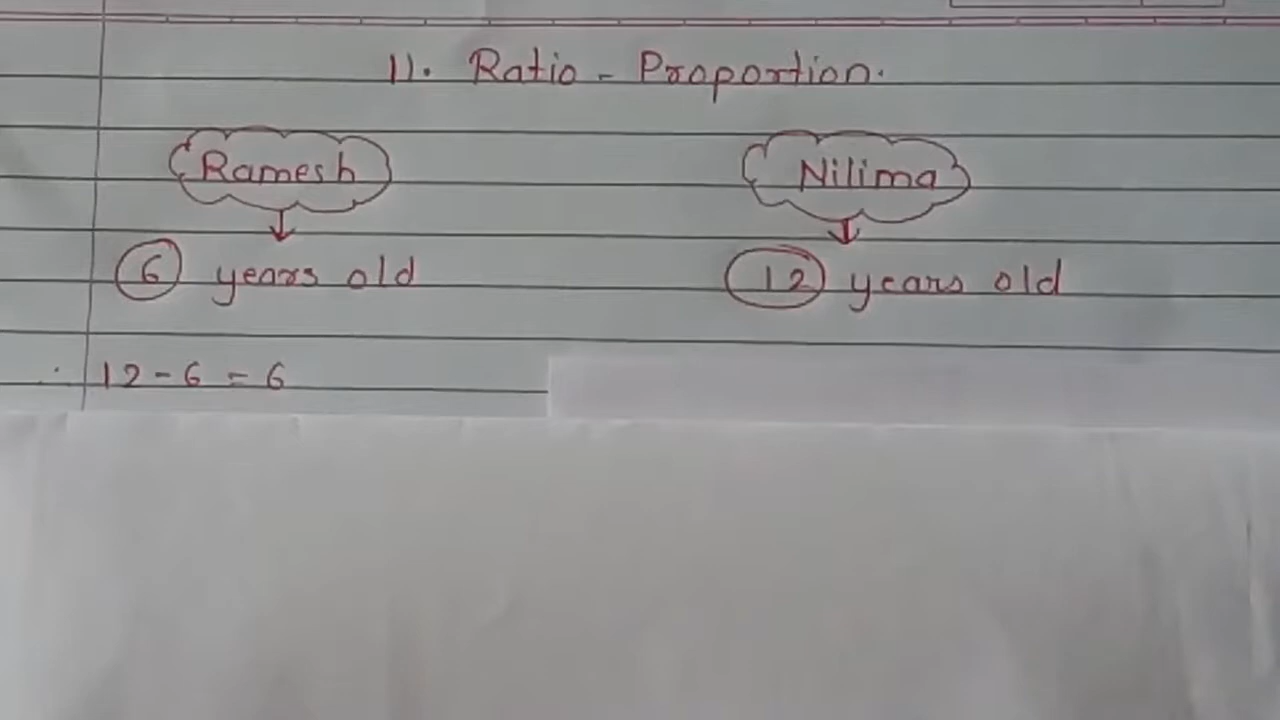 11. Ratio - Proportion.
Ramesh Nilima
6 years old 12 years old
∴ 12 - 6 = 6